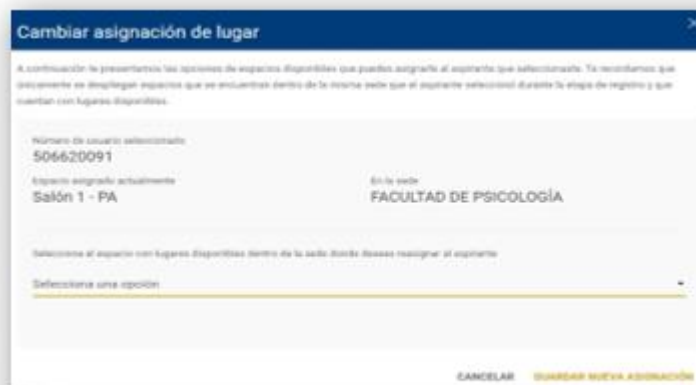 Cambiar asignación de lugar
A continuación te presentamos las opciones de espacios disponibles que puedes asignarle al aspirante que seleccionaste. Te recordamos que
únicamente se despliegan espacios que se encuentran dentro de la misma sede que el aspirante seleccionó durante la etapa de registro y que
cuentan con lugares disponibles.
Número de usuario seleccionado
506620091
Espacio asignado actualmente
Salón 1 - PA
En la sede
FACULTAD DE PSICOLOGÍA
Selecciona el espacio con lugares disponibles dentro de la sede donde deseas reasignar al aspirante
Selecciona una opción
CANCELAR GUARDAR NUEVA ASIGNACIÓN